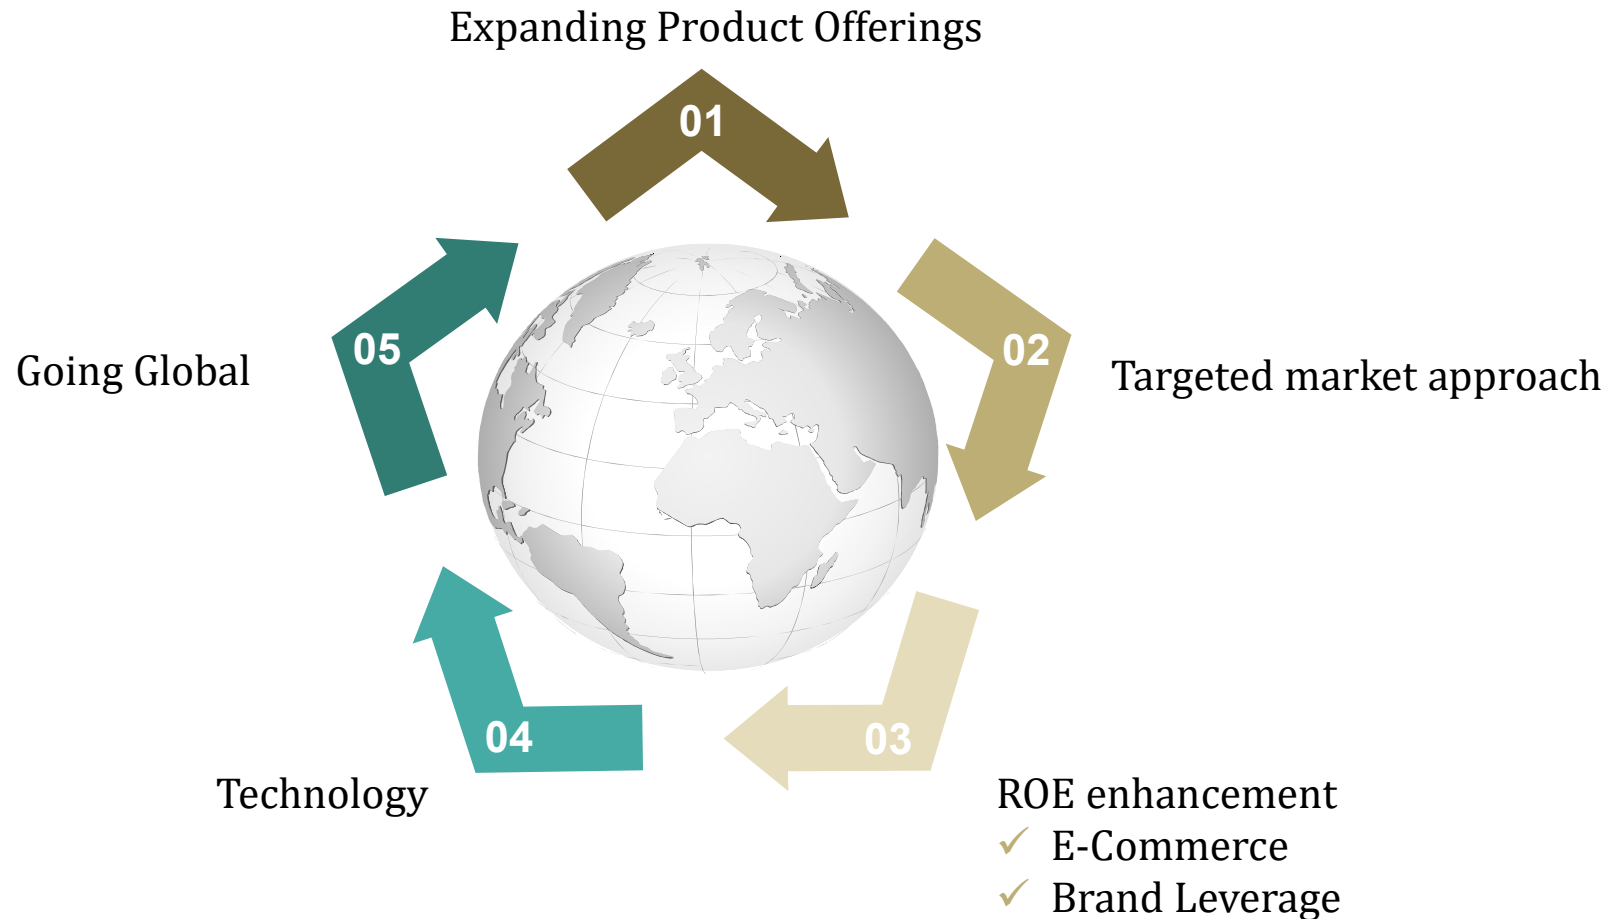 Expanding Product Offerings
01
02
Targeted market approach
03
ROE enhancement
✓ E-Commerce
✓ Brand Leverage
04
Technology
05
Going Global